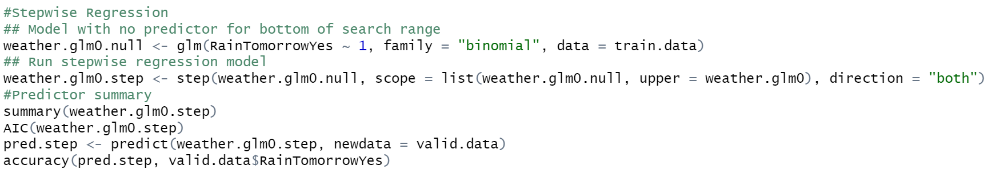 #Stepwise Regression
## Model with no predictor for bottom of search range
weather.glm0.null <- glm(RainTomorrowYes ~ 1, family = "binomial", data = train.data)
## Run stepwise regression model
weather.glm0.step <- step(weather.glm0.null, scope = list(weather.glm0.null, upper = weather.glm0), direction = "both")
#Predictor summary
summary(weather.glm0.step)
AIC(weather.glm0.step)
pred.step <- predict(weather.glm0.step, newdata = valid.data)
accuracy(pred.step, valid.data$RainTomorrowYes)